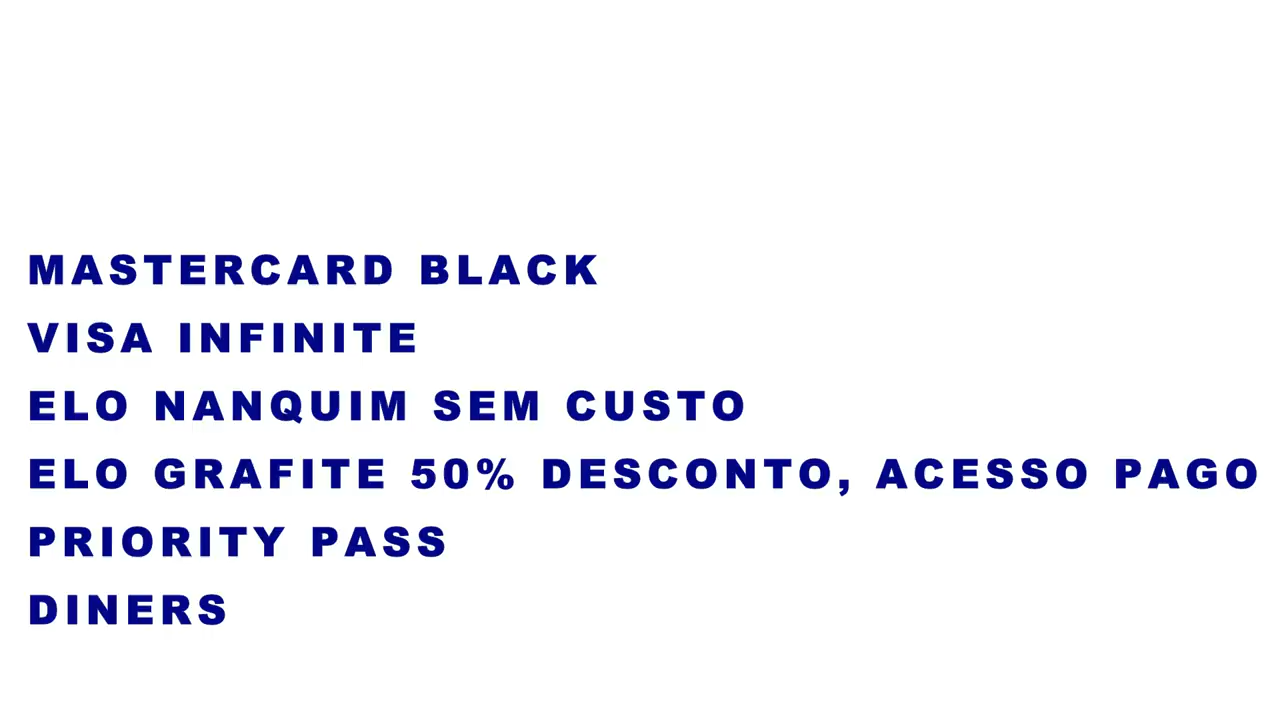 MASTERCARD BLACK
VISA INFINITE
ELO NANQUIM SEM CUSTO
ELO GRAFITE 50% DESCONTO, ACESSO PAGO
PRIORITY PASS
DINERS